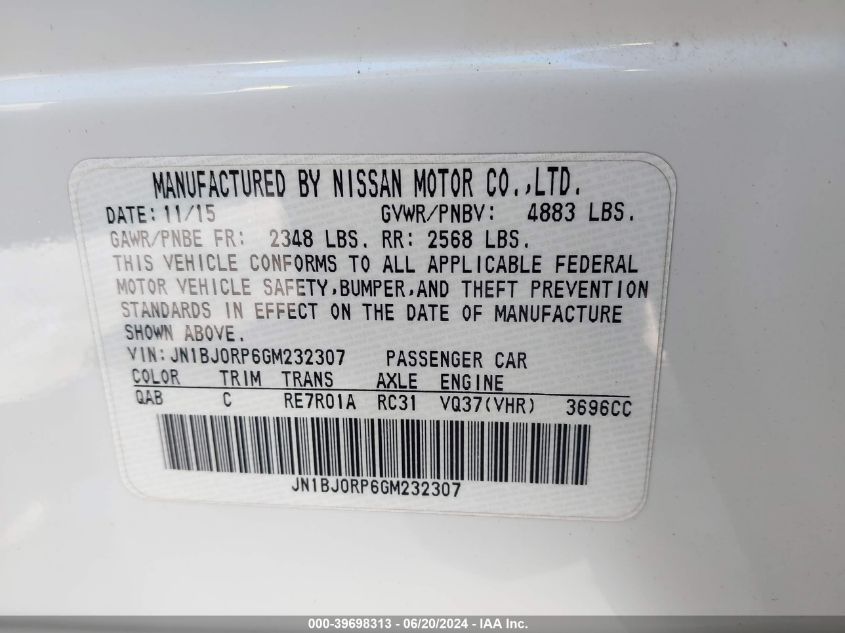 MANUFACTURED BY NISSAN MOTOR CO.,LTD.
DATE: 11/15 GVWR/PNBV: 4883 LBS.
GAWR/PNBE FR: 2348 LBS. RR: 2568 LBS.
THIS VEHICLE CONFORMS TO ALL APPLICABLE FEDERAL
MOTOR VEHICLE SAFETY,BUMPER,AND THEFT PREVENTION
STANDARDS IN EFFECT ON THE DATE OF MANUFACTURE
SHOWN ABOVE.
VIN: JN1BJ0RP6GM232307 PASSENGER CAR
COLOR TRIM TRANS AXLE ENGINE
QAB C RE7R01A RC31 VQ37(VHR) 3696CC
JN1BJ0RP6GM232307
000-39698313 - 06/20/2024 - IAA Inc.